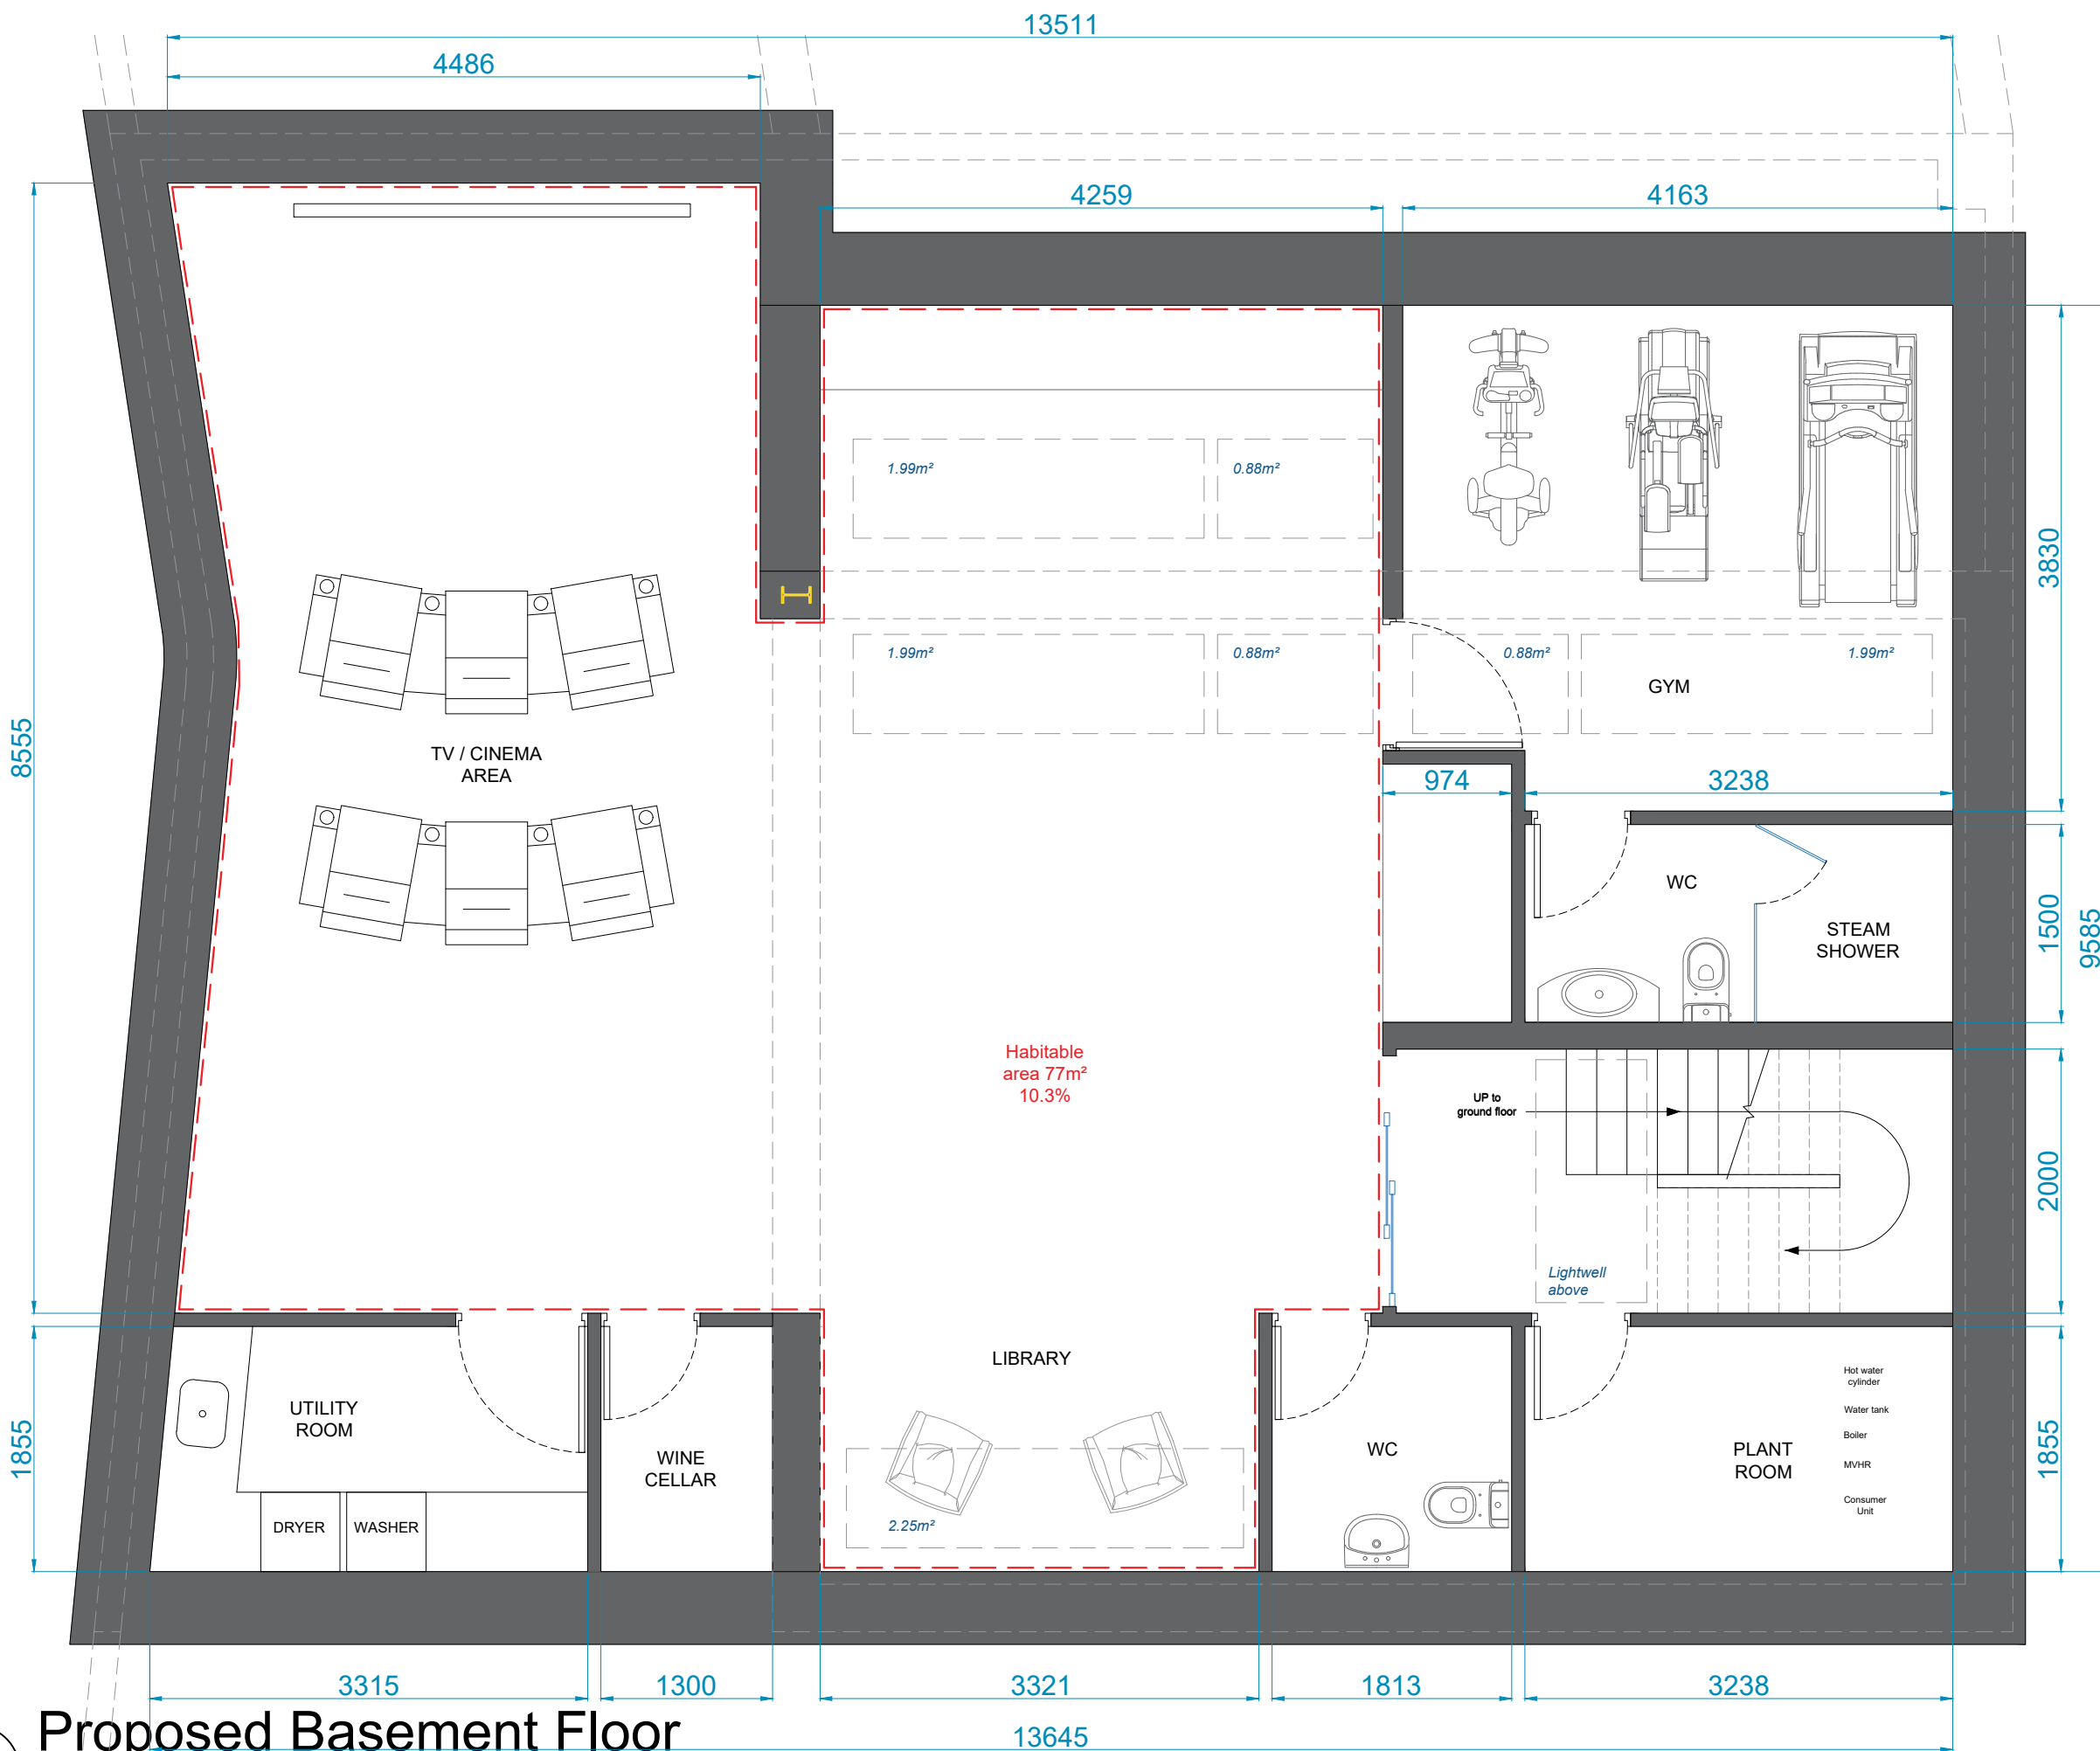 13511
4486
4259
4163
1.99m²
0.88m²
3830
1.99m²
0.88m²
0.88m²
1.99m²
GYM
8555
TV / CINEMA
AREA
974
3238
WC
1500
9585
STEAM
SHOWER
Habitable
area 77m²
10.3%
UP to
ground floor
2000
Lightwell
above
LIBRARY
UTILITY
ROOM
1855
WINE
CELLAR
WC
PLANT
ROOM
Hot water
cylinder
Water tank
Boiler
MVHR
Consumer
Unit
1855
DRYER
WASHER
2.25m²
3315
1300
3321
1813
3238
Proposed Basement Floor
13645